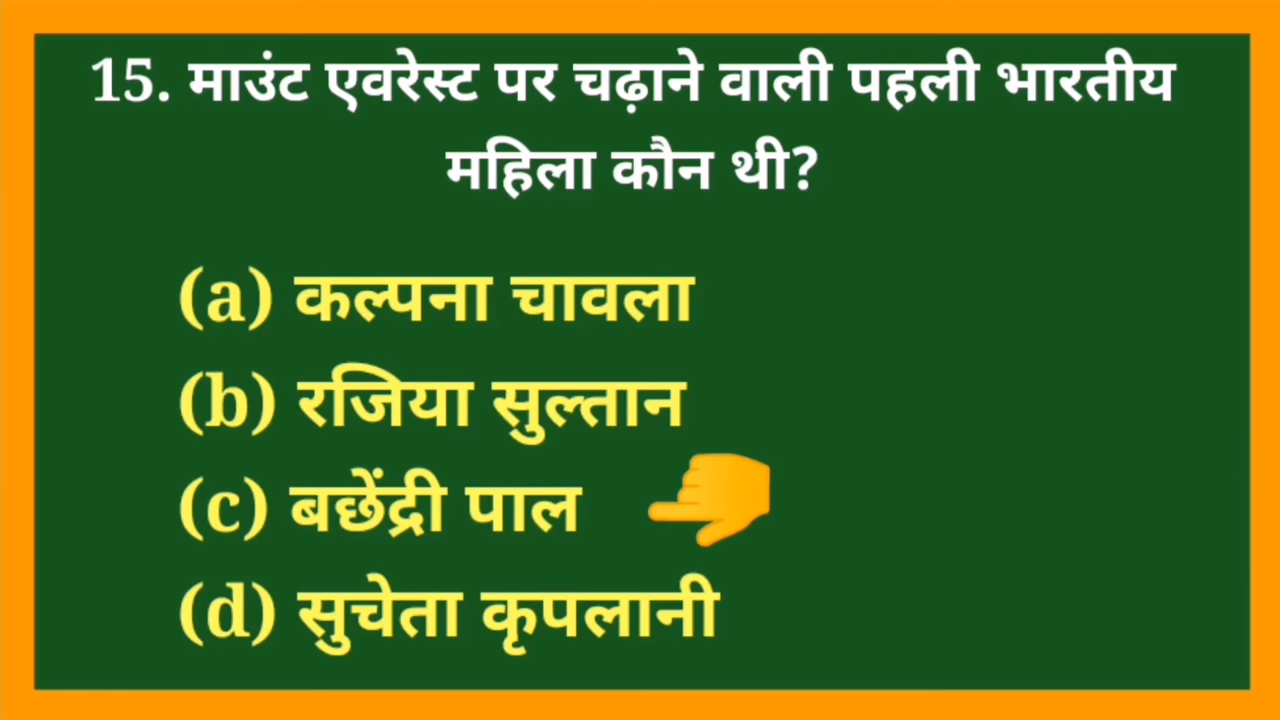 15. माउंट एवरेस्ट पर चढ़ाने वाली पहली भारतीय
महिला कौन थी?
(a) कल्पना चावला
(b) रजिया सुल्तान
(c) बछेंद्री पाल
(d) सुचेता कृपलानी